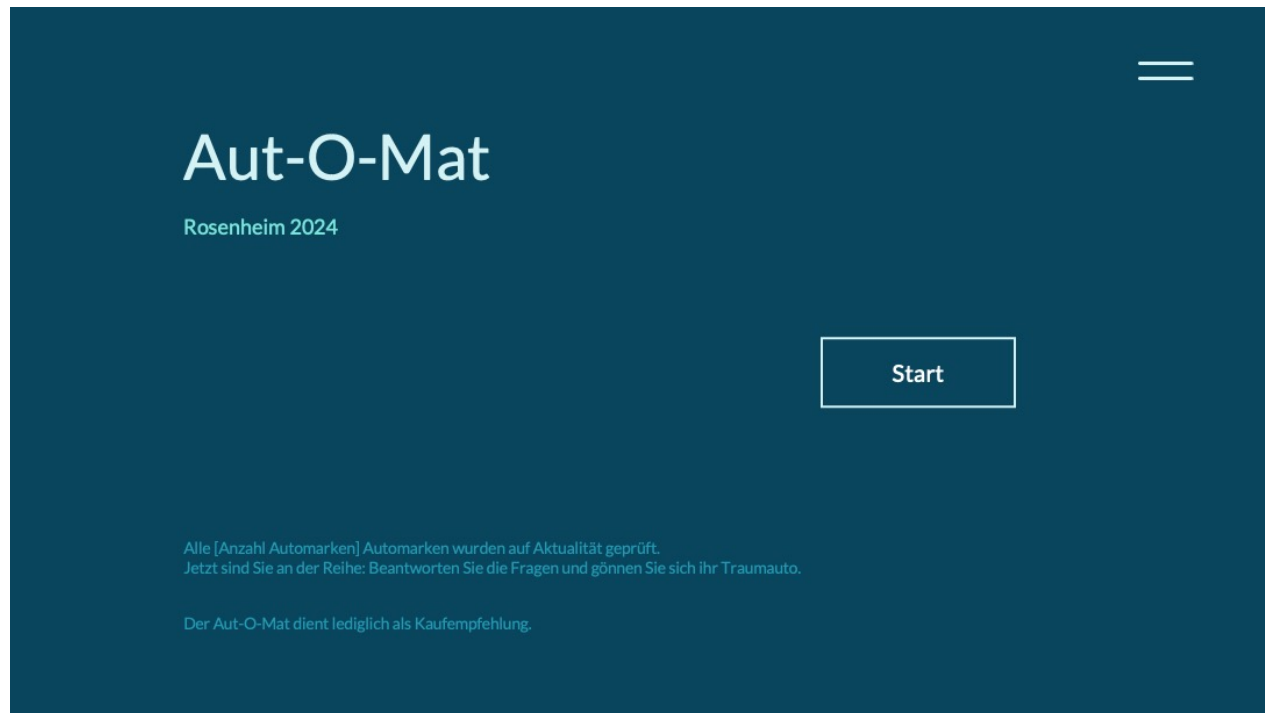 Aut-O-Mat
Rosenheim 2024
Start
Alle [Anzahl Automarken] Automarken wurden auf Aktualität geprüft.
Jetzt sind Sie an der Reihe: Beantworten Sie die Fragen und gönnen Sie sich ihr Traumauto.
Der Aut-O-Mat dient lediglich als Kaufempfehlung.